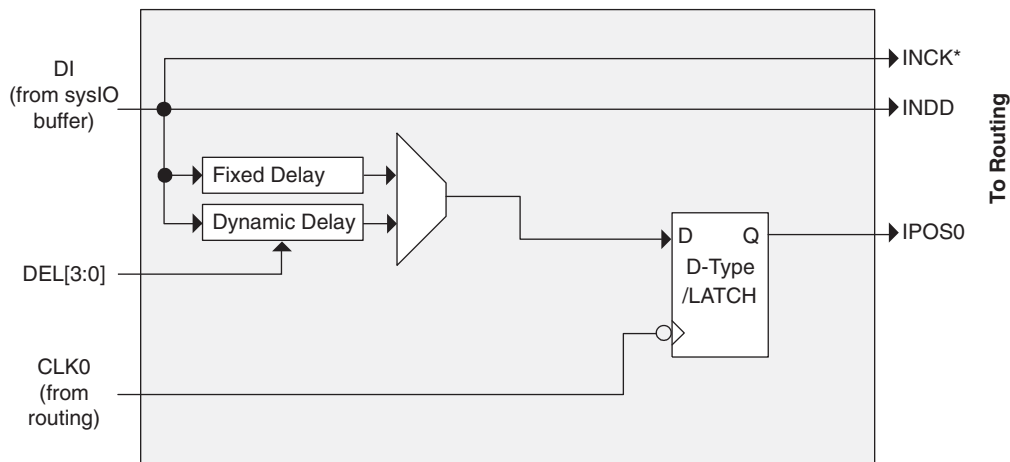 DI
(from sysIO
buffer)
INCK*
INDD
To Routing
Fixed Delay
Dynamic Delay
D Q
D-Type
/LATCH
IPOS0
DEL[3:0]
CLK0
(from
routing)